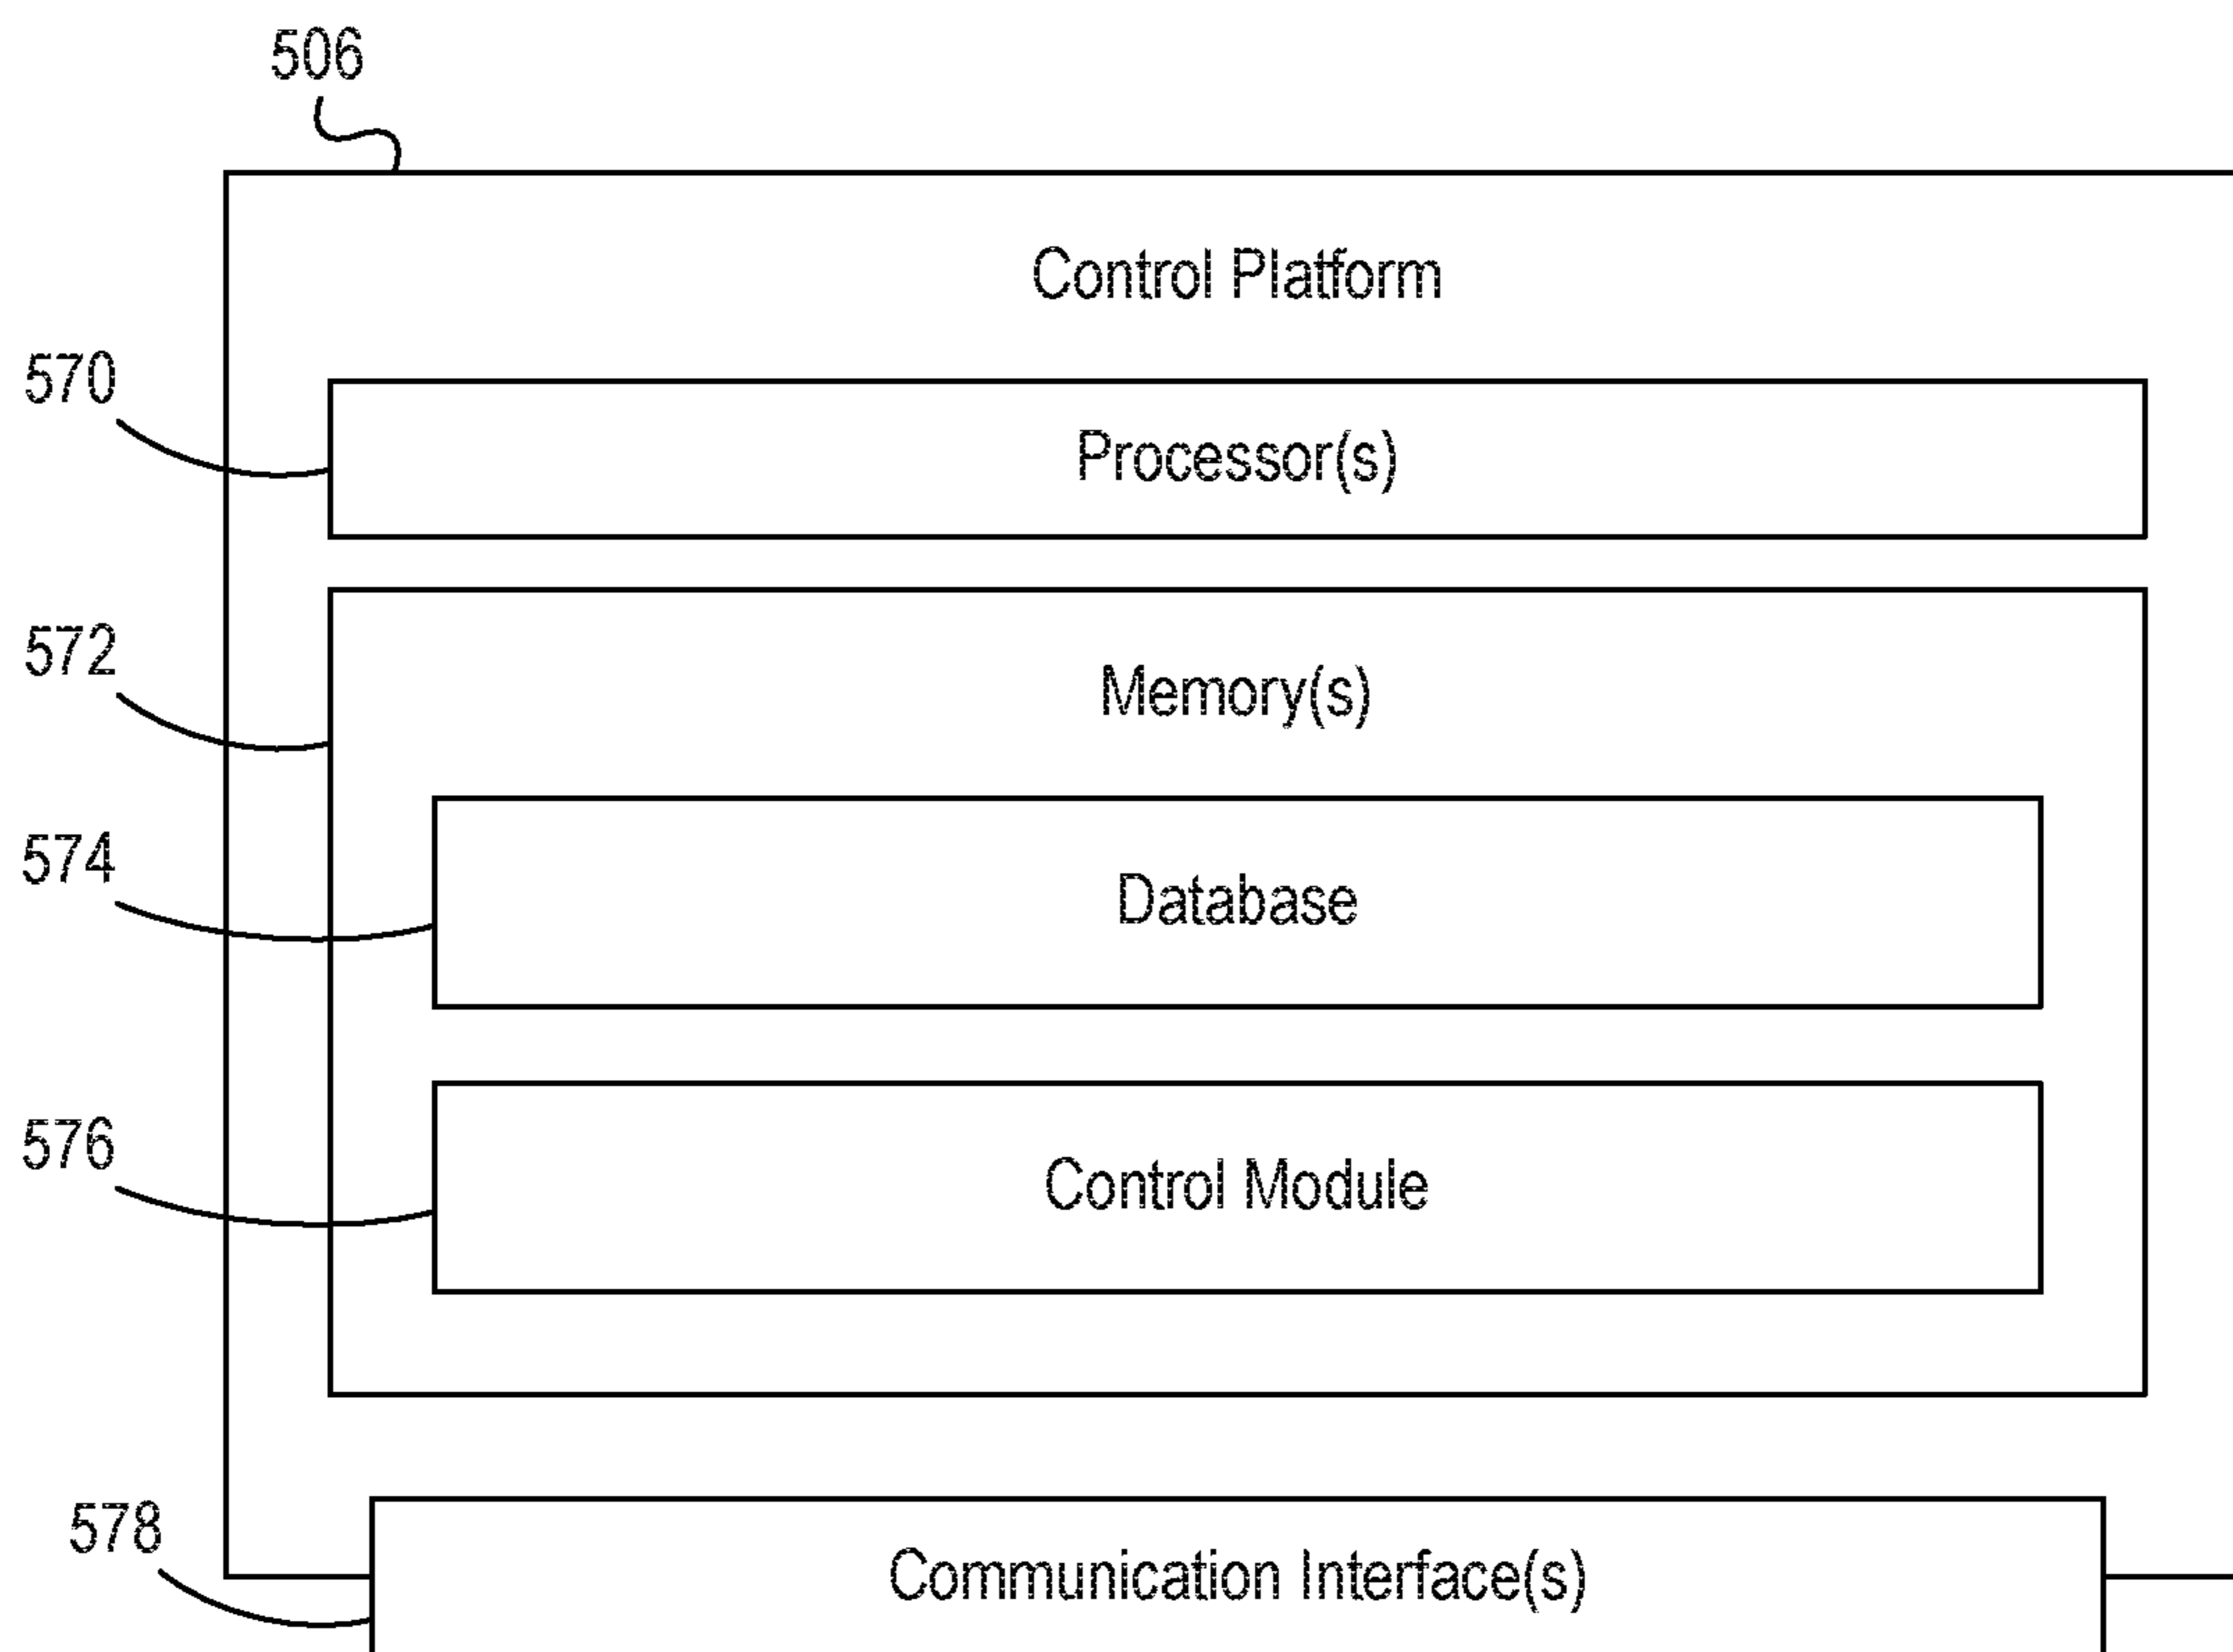 506
Control Platform
570
Processor(s)
572
Memory(s)
574
Database
576
Control Module
578
Communication Interface(s)